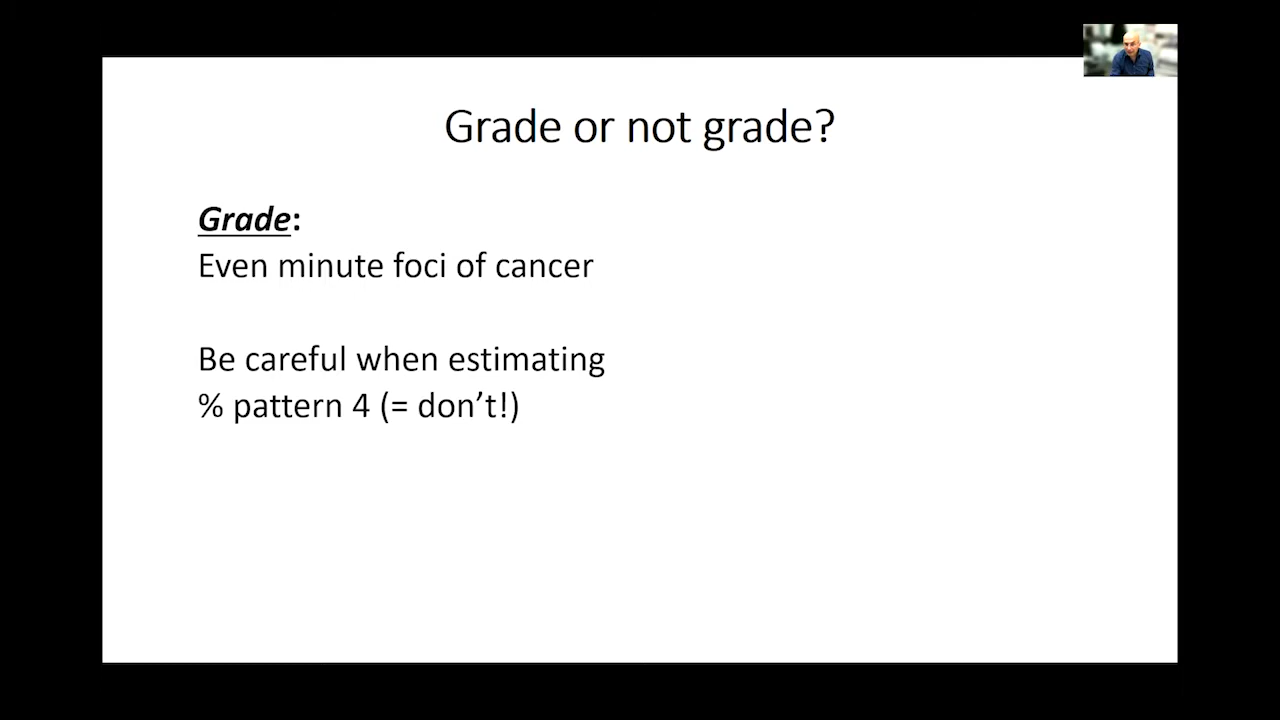 Grade or not grade?
Grade:
Even minute foci of cancer
Be careful when estimating
% pattern 4 (= don’t!)